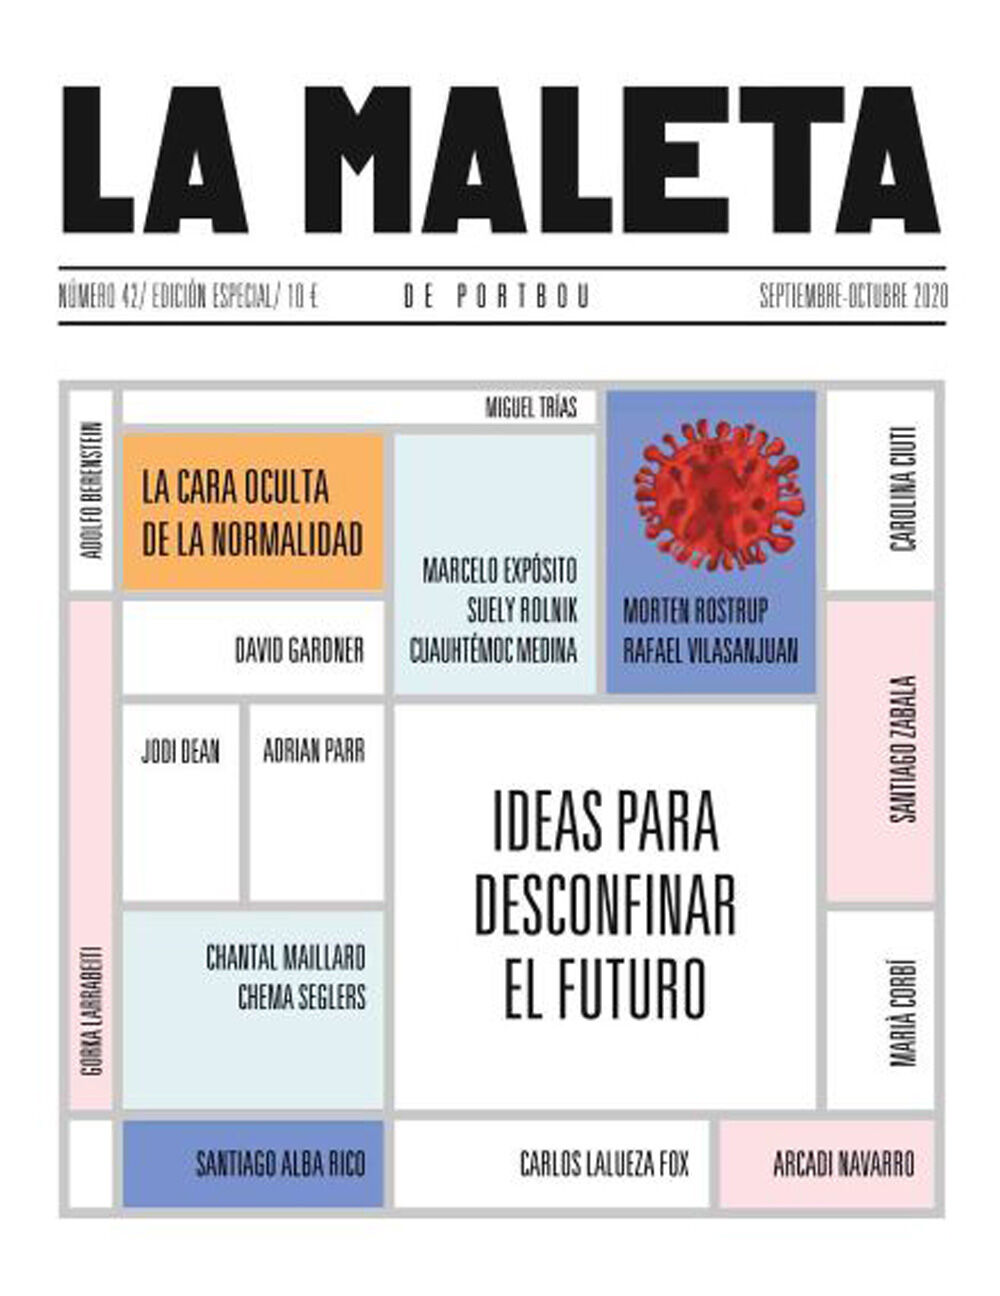 LA MALETA
NÚMERO 42/ EDICIÓN ESPECIAL/ 10 €
DE PORTBOU
SEPTIEMBRE-OCTUBRE 2020
ADOLFO BERENSTEIN
MIGUEL TRÍAS
LA CARA OCULTA
DE LA NORMALIDAD
MARCELO EXPÓSITO
SUELY ROLNIK
CUAUHTÉMOC MEDINA
MORTEN ROSTRUP
RAFAEL VILASANJUAN
CAROLINA CIUTI
DAVID GARDNER
JODI DEAN
ADRIAN PARR
IDEAS PARA
DESCONFINAR
EL FUTURO
SANTIAGO ZABALA
GORKA LARRABEITI
CHANTAL MAILLARD
CHEMA SEGLERS
MARIÀ CORBÍ
SANTIAGO ALBA RICO
CARLOS LALUEZA FOX
ARCADI NAVARRO